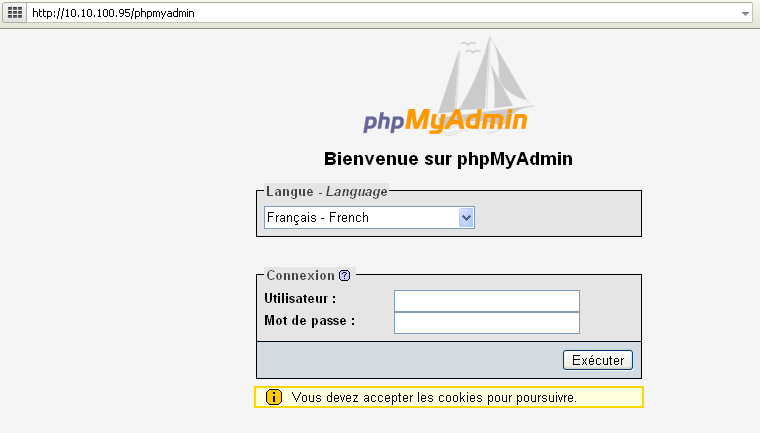 http://10.10.100.95/phpmyadmin
phpMyAdmin
Bienvenue sur phpMyAdmin
Langue - Language
Français - French
Connexion ?
Utilisateur :
Mot de passe :
Exécuter
i Vous devez accepter les cookies pour poursuivre.